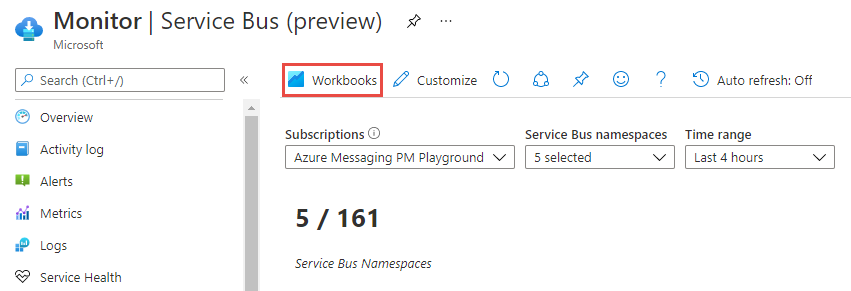 Monitor | Service Bus (preview)
Microsoft
Search (Ctrl+/)
Overview
Activity log
Alerts
Metrics
Logs
Service Health
Workbooks Customize Auto refresh: Off
Subscriptions Service Bus namespaces Time range
Azure Messaging PM Playground 5 selected Last 4 hours
5 / 161
Service Bus Namespaces